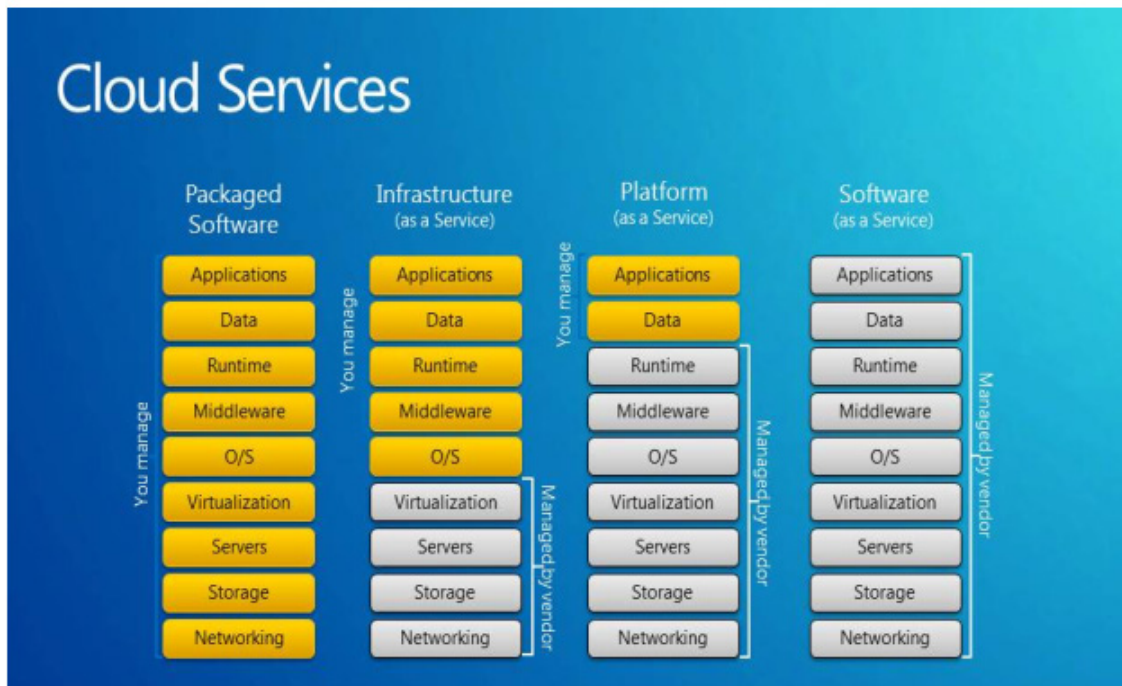 Cloud Services
Packaged
Software
You manage
Applications
Data
Runtime
Middleware
O/S
Virtualization
Servers
Storage
Networking
Infrastructure
(as a Service)
You manage
Applications
Data
Runtime
Middleware
O/S
Virtualization
Servers
Storage
Networking
Managed by vendor
Platform
(as a Service)
You manage
Applications
Data
Runtime
Middleware
O/S
Virtualization
Servers
Storage
Networking
Managed by vendor
Software
(as a Service)
Applications
Data
Runtime
Middleware
O/S
Virtualization
Servers
Storage
Networking
Managed by vendor